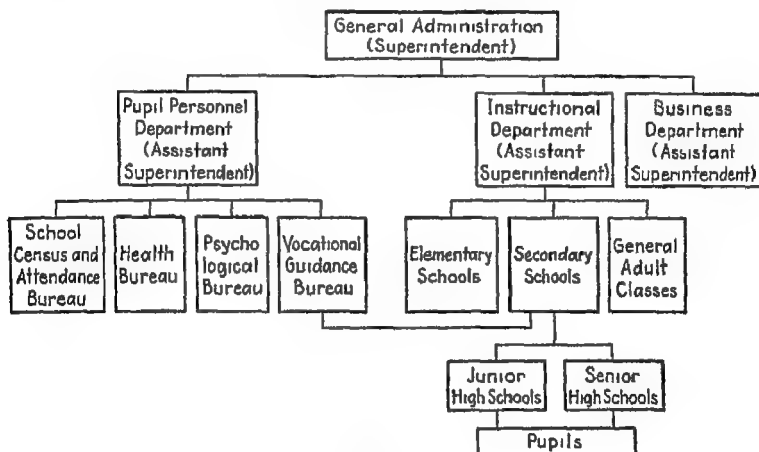 General Administration
(Superintendent)
Pupil Personnel
Department
(Assistant
Superintendent)
Instructional
Department
(Assistant
Superintendent)
Business
Department
(Assistant
Superintendent)
School
Census and
Attendance
Bureau
Health
Bureau
Psycho
logical
Bureau
Vocational
Guidance
Bureau
Elementary
Schools
Secondary
Schools
General
Adult
Classes
Junior
High Schools
Senior
High Schools
Pupils